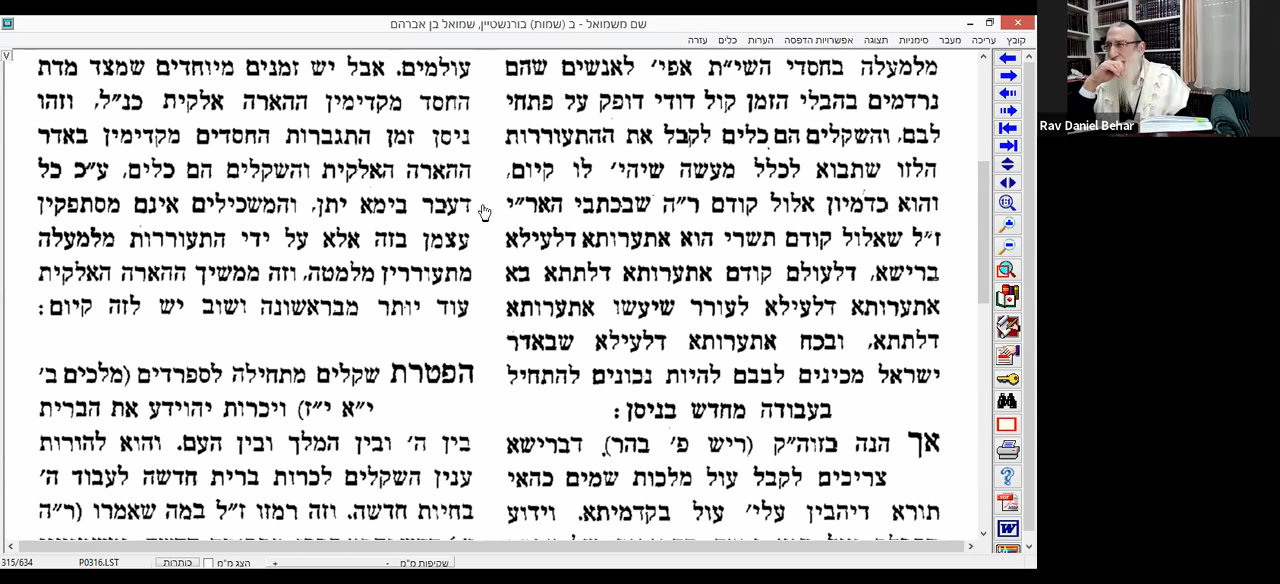 שם משמואל - ב (שמות) בורנשטיין, שמואל בן אברהם
קובץ עריכה מעבר סימניות תצוגה אפשרויות הדפסה הערות כלים עזרה
Rav Daniel Behar
מלמעלה בחסדי השי״ת אפי׳ לאנשים שהם
נרדמים בהבלי הזמן קול דודי דופק על פתחי
לבם, והשקלים הם כלים לקבל את ההתעוררות
הלזו שתבוא לכלל מעשה שיהי׳ לו קיום,
והוא כדמיון אלול קודם ר״ה שבכתבי האר״י
ז״ל שאלול קודם תשרי הוא אתערותא דלעילא
ברישא, דלעולם קודם אתערותא דלתתא בא
אתערותא דלעילא לעורר שיעשו אתערותא
דלתתא, ובכח אתערותא דלעילא שבאדר
ישראל מכינים לבבם להיות נכונים להתחיל
בעבודה מחדש בניסן:
אך הנה בזוה״ק (ריש פ׳ בהר). דברישא
צריכים לקבל עול מלכות שמים כהאי
תורא דיהבין עלי׳ עול בקדמיתא. וידוע
עולמים. אבל יש זמנים מיוחדים שמצד מדת
החסד מקדימין ההארה אלקית כנ״ל, וזהו
ניסן זמן התגברות החסדים מקדימין באדר
ההארה האלקית והשקלים הם כלים, ע״כ כל
דעבר בימא יתן, והמשכילים אינם מסתפקין
עצמן בזה אלא על ידי התעוררות מלמעלה
מתעוררין מלמטה, וזה ממשיך ההארה האלקית
עוד יותר מבראשונה ושוב יש לזה קיום:
הפטרת שקלים מתחילה לספרדים (מלכים ב׳
י״א י״ז) ויכרות יהוידע את הברית
בין ה׳ ובין המלך ובין העם. והוא להורות
ענין השקלים לכרות ברית חדשה לעבוד ה׳
בחיות חדשה. וזה רמזו ז״ל במה שאמרו (ר״ה
315/634 P0316.LST כותרות הצג מ״מ + - שקיפות מ״מ